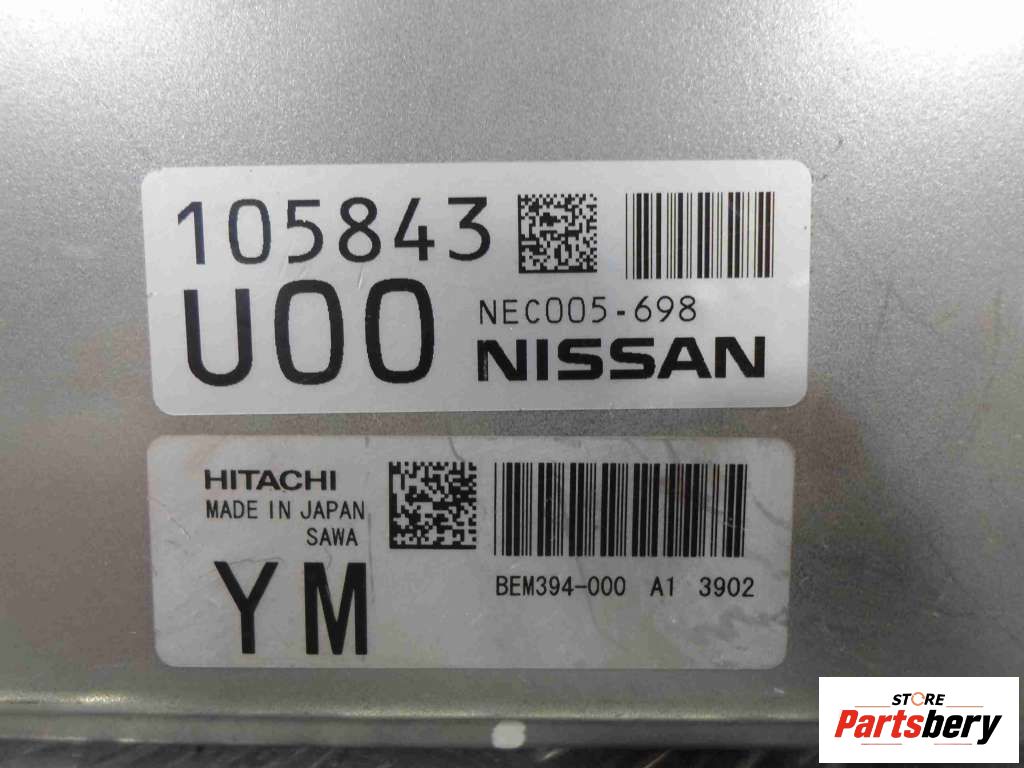 105843
U00
NEC005-698
NISSAN
HITACHI
MADE IN JAPAN
SAWA
YM
BEM394-000 A1 3902
STORE
Partsbery